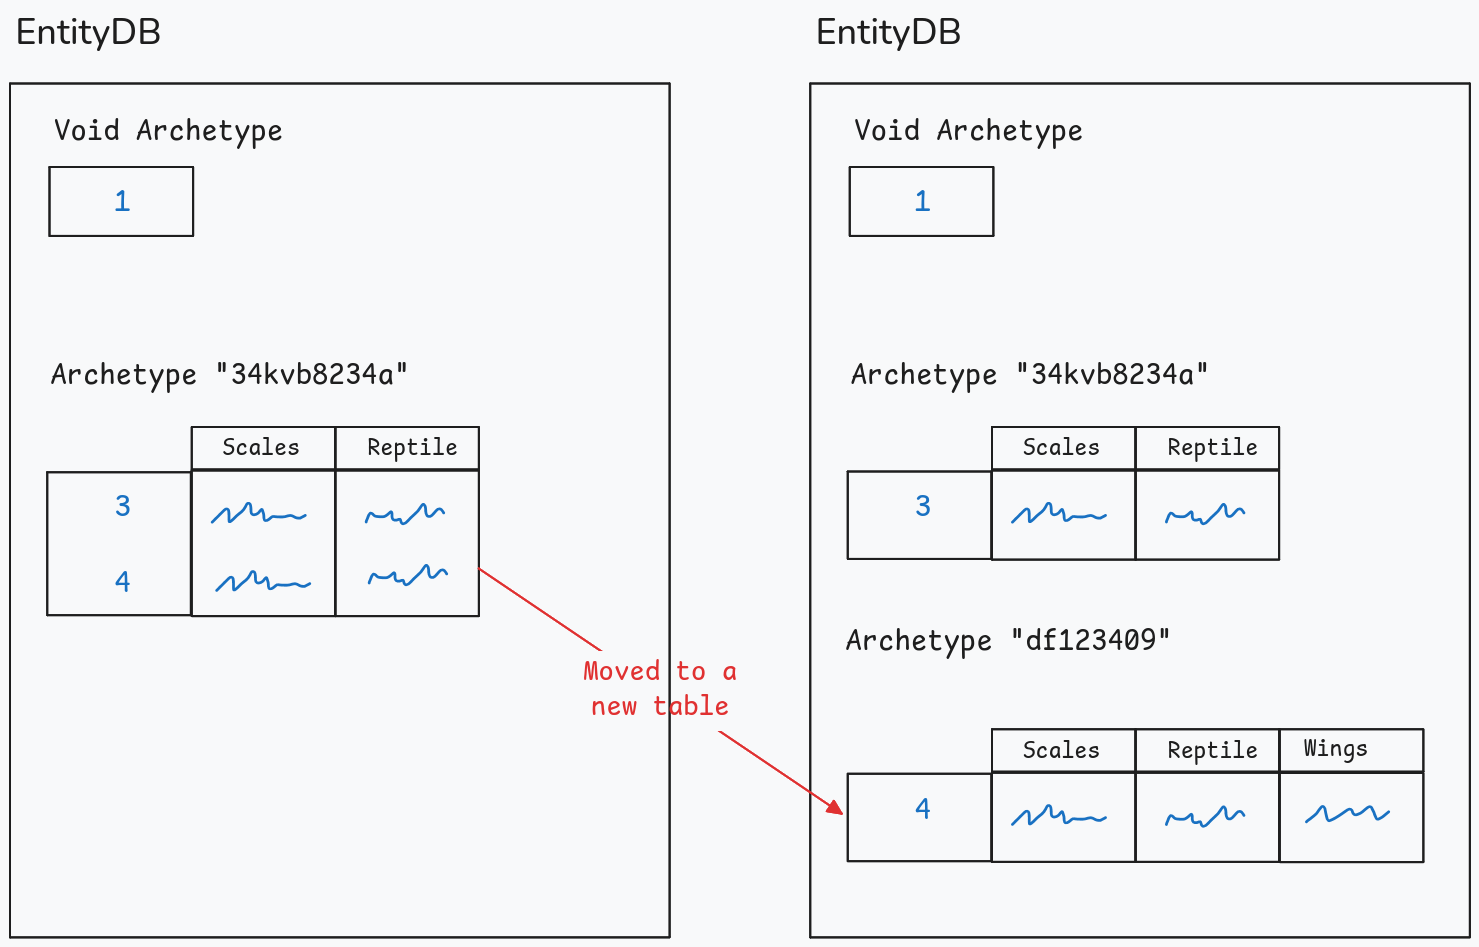 EntityDB
Void Archetype
1
Archetype "34kvb8234a"
Scales Reptile
3
4
Moved to a
new table
EntityDB
Void Archetype
1
Archetype "34kvb8234a"
Scales Reptile
3
Archetype "df123409"
Scales Reptile Wings
4